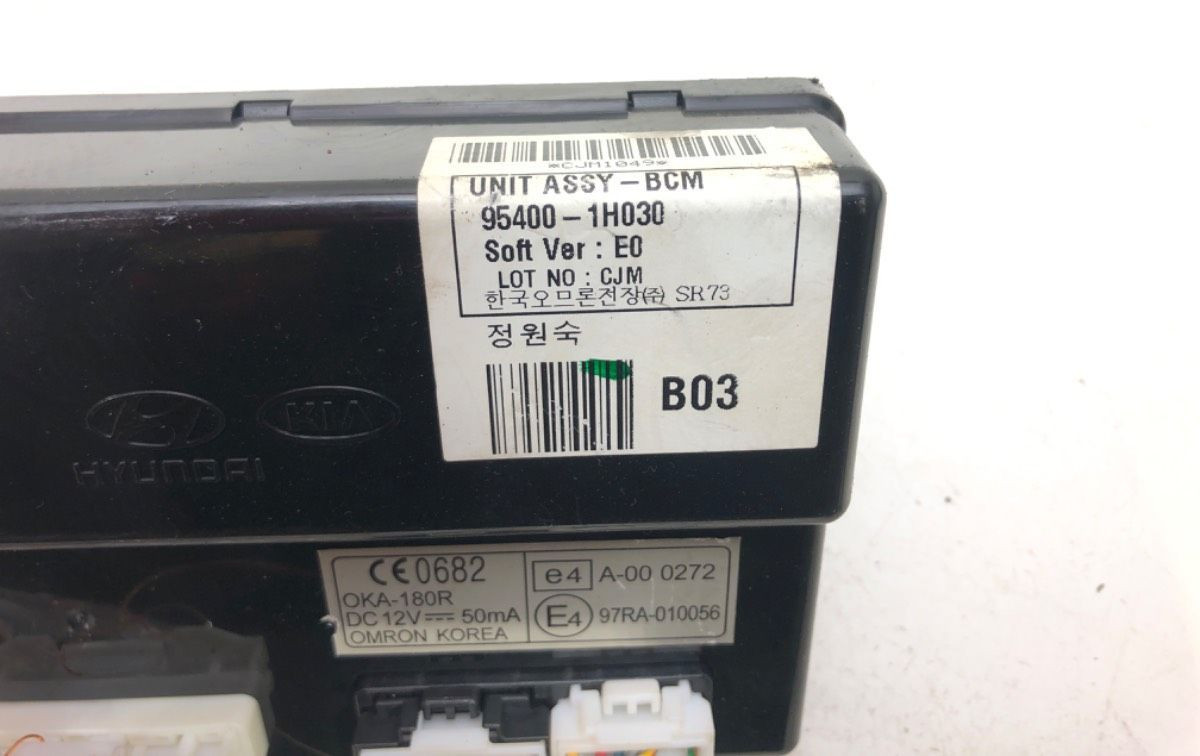 *CJM1049*
UNIT ASSY-BCM
95400-1H030
Soft Ver : E0
LOT NO : CJM
한국오므론전장㈜ SR73
정원숙
B03
KIA
HYUNDAI
CE0682
OKA-180R
DC 12V 50mA
OMRON KOREA
e4 A-00 0272
E4 97RA-010056